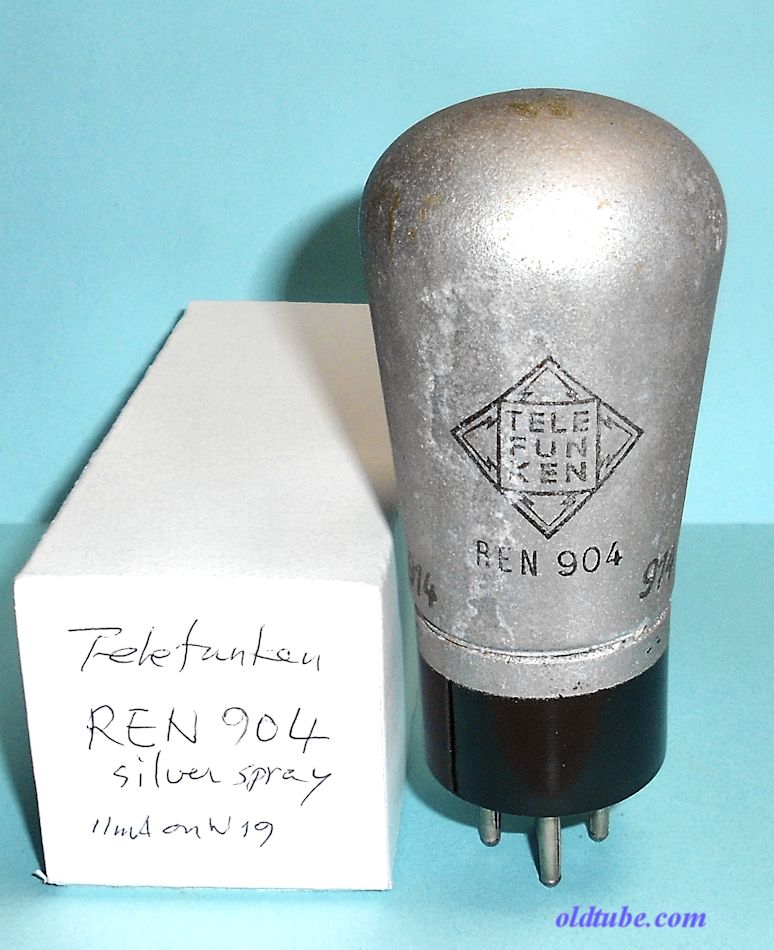 TELE
FUN
KEN
REN 904
914
914
Telefunken
REN 904
silver spray
11mA on W19
oldtube.com